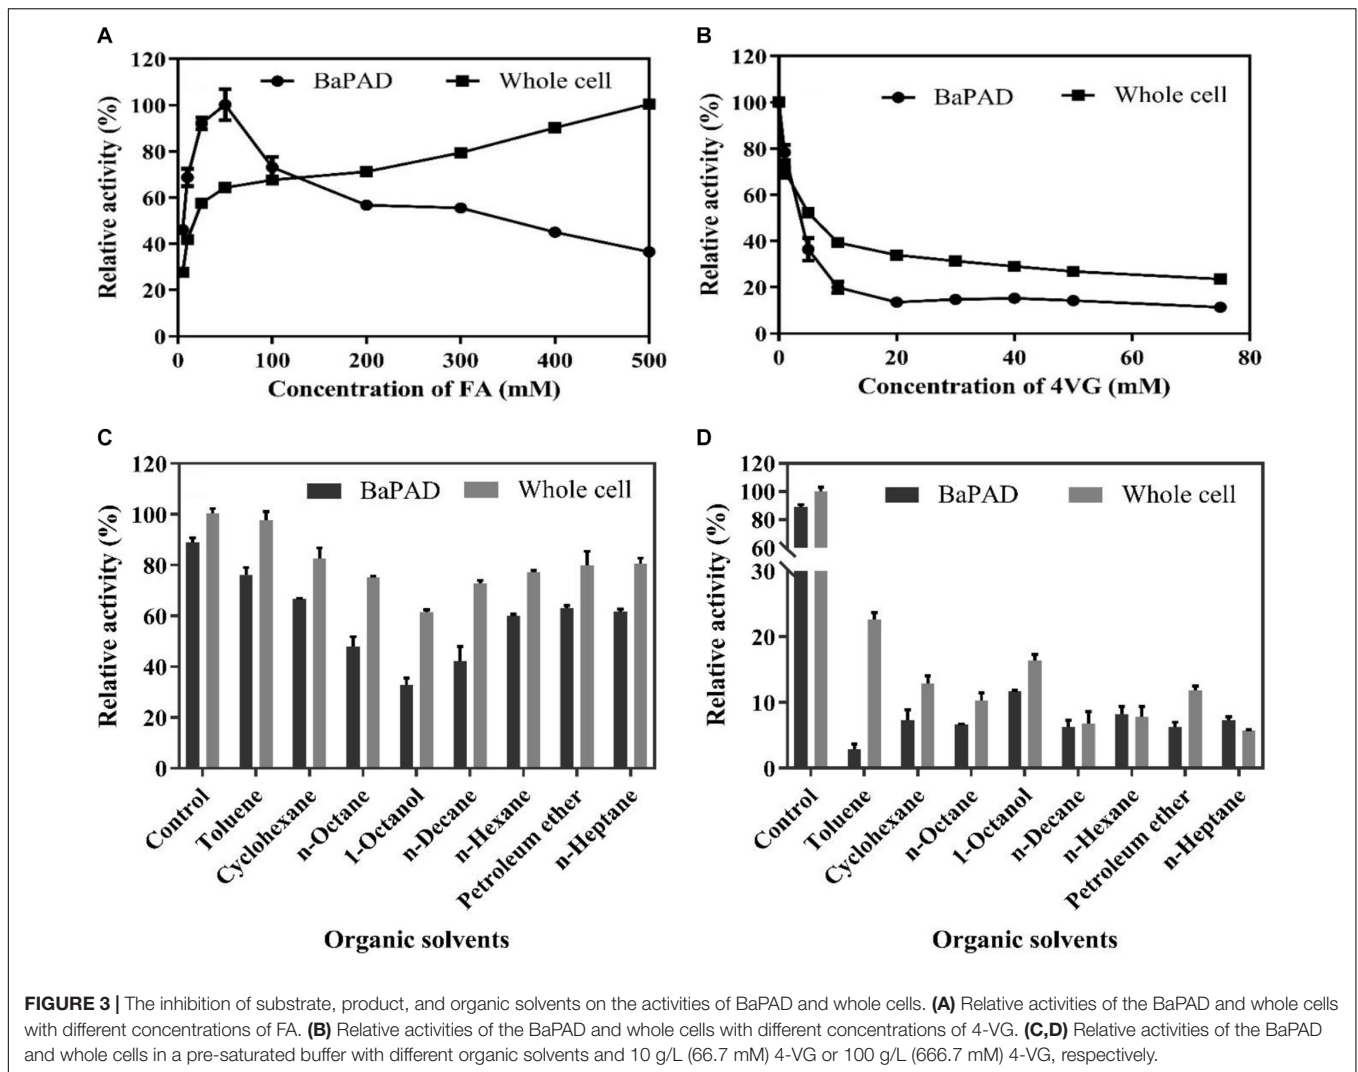 A
120
100
80
60
40
20
0
Relative activity (%)
BaPAD
Whole cell
0 100 200 300 400 500
Concentration of FA (mM)
B
120
100
80
60
40
20
0
Relative activity (%)
BaPAD
Whole cell
0 20 40 60 80
Concentration of 4VG (mM)
C
120
100
80
60
40
20
0
Relative activity (%)
BaPAD
Whole cell
Control
Toluene
Cyclohexane
n-Octane
1-Octanol
n-Decane
n-Hexane
Petroleum ether
n-Heptane
Organic solvents
D
120
100
80
60
30
20
10
0
Relative activity (%)
BaPAD
Whole cell
Control
Toluene
Cyclohexane
n-Octane
1-Octanol
n-Decane
n-Hexane
Petroleum ether
n-Heptane
Organic solvents
FIGURE 3 | The inhibition of substrate, product, and organic solvents on the activities of BaPAD and whole cells. (A) Relative activities of the BaPAD and whole cells
with different concentrations of FA. (B) Relative activities of the BaPAD and whole cells with different concentrations of 4-VG. (C,D) Relative activities of the BaPAD
and whole cells in a pre-saturated buffer with different organic solvents and 10 g/L (66.7 mM) 4-VG or 100 g/L (666.7 mM) 4-VG, respectively.